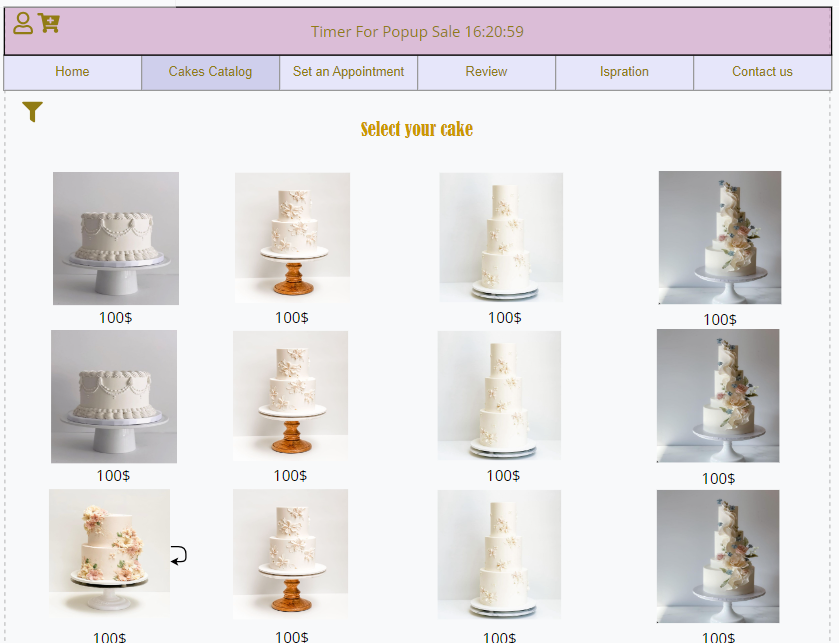 Timer For Popup Sale 16:20:59
Home Cakes Catalog Set an Appointment Review Ispration Contact us
Select your cake
100$ 100$ 100$ 100$
100$ 100$ 100$ 100$
100$ 100$ 100$ 100$